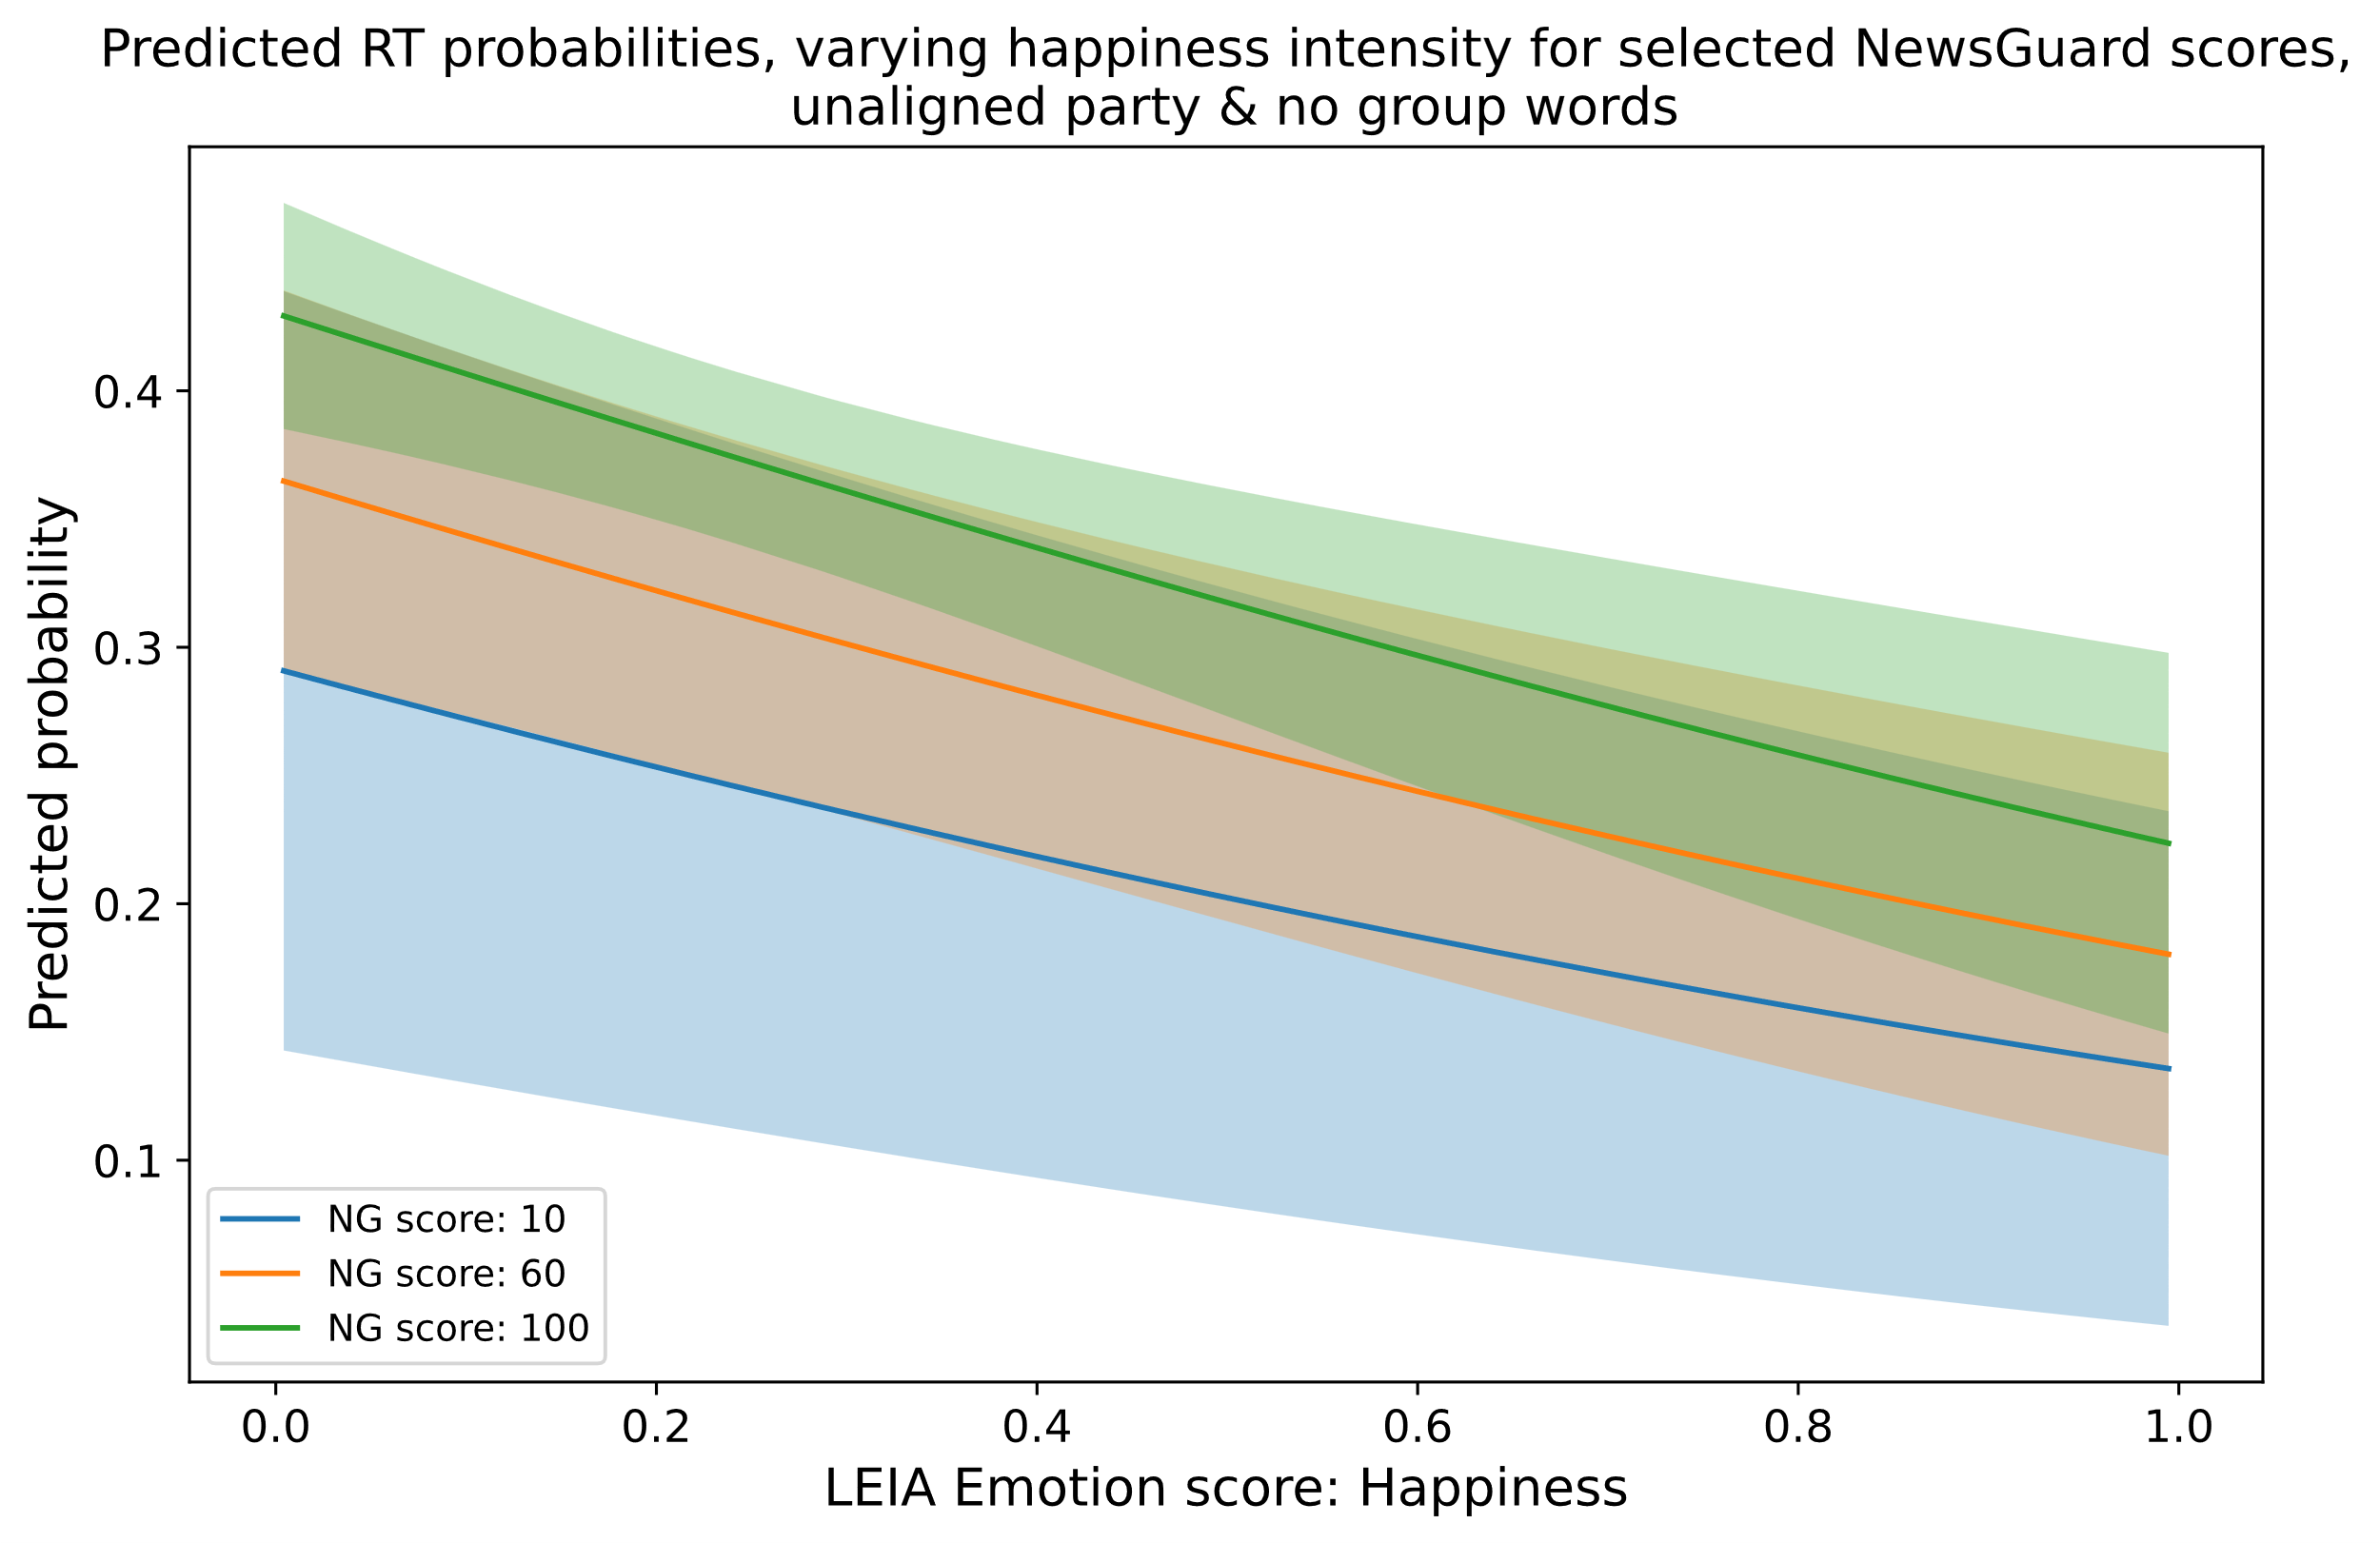 Predicted RT probabilities, varying happiness intensity for selected NewsGuard scores,
unaligned party & no group words
Predicted probability
0.4
0.3
0.2
0.1
NG score: 10
NG score: 60
NG score: 100
0.0 0.2 0.4 0.6 0.8 1.0
LEIA Emotion score: Happiness